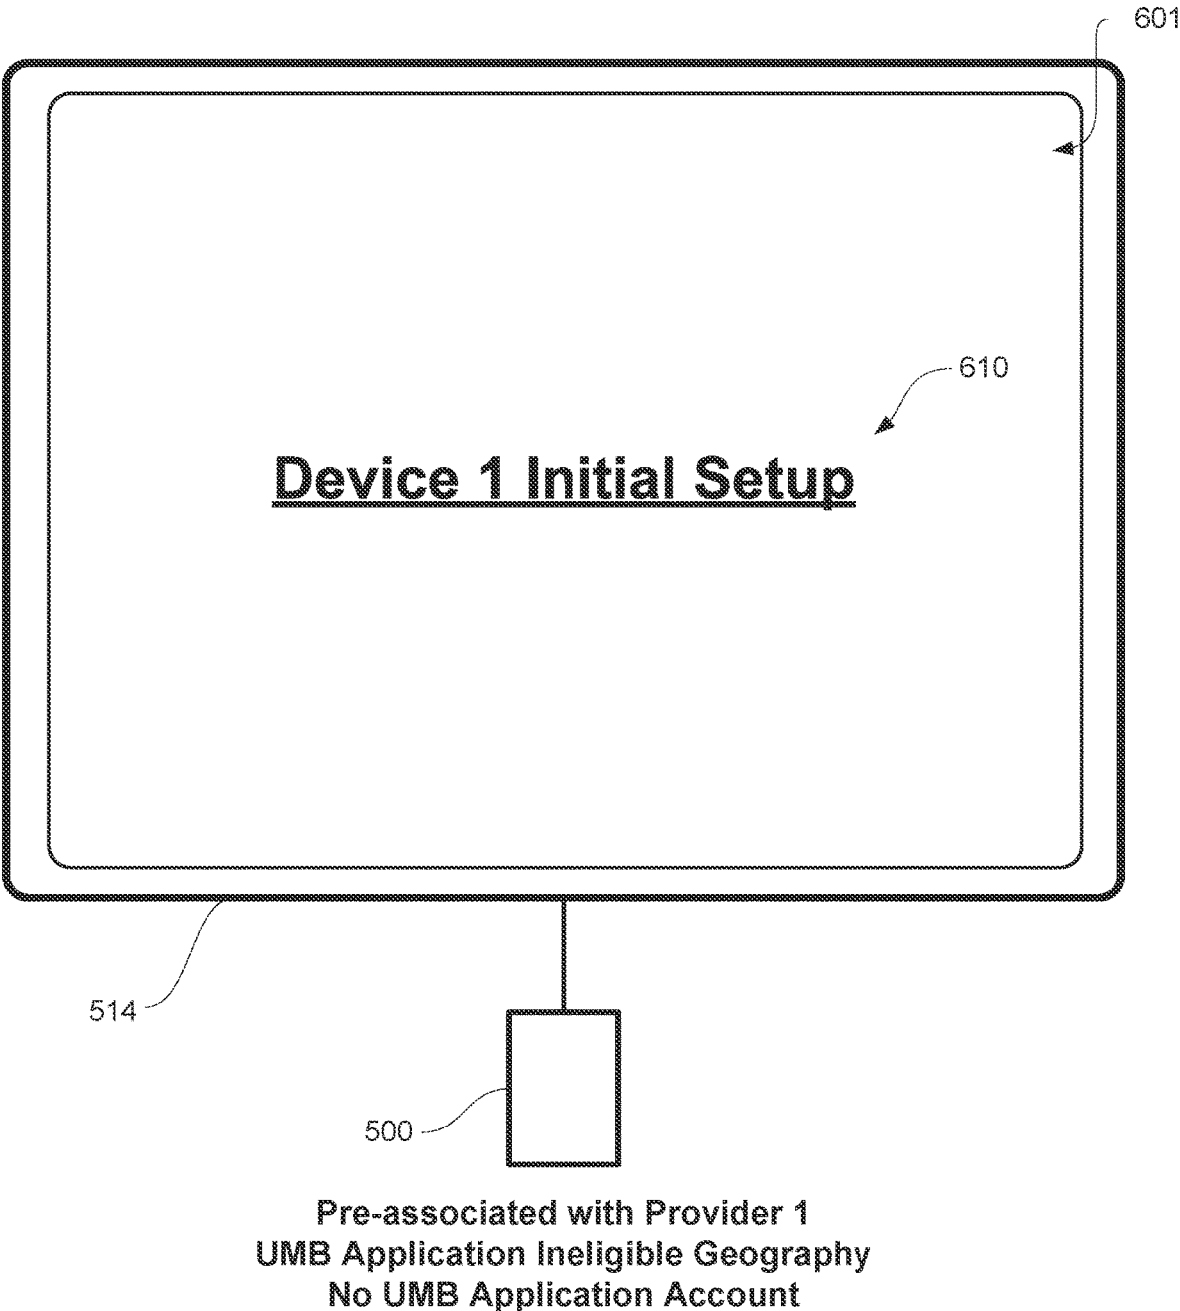 601
610
Device 1 Initial Setup
514
500
Pre-associated with Provider 1
UMB Application Ineligible Geography
No UMB Application Account